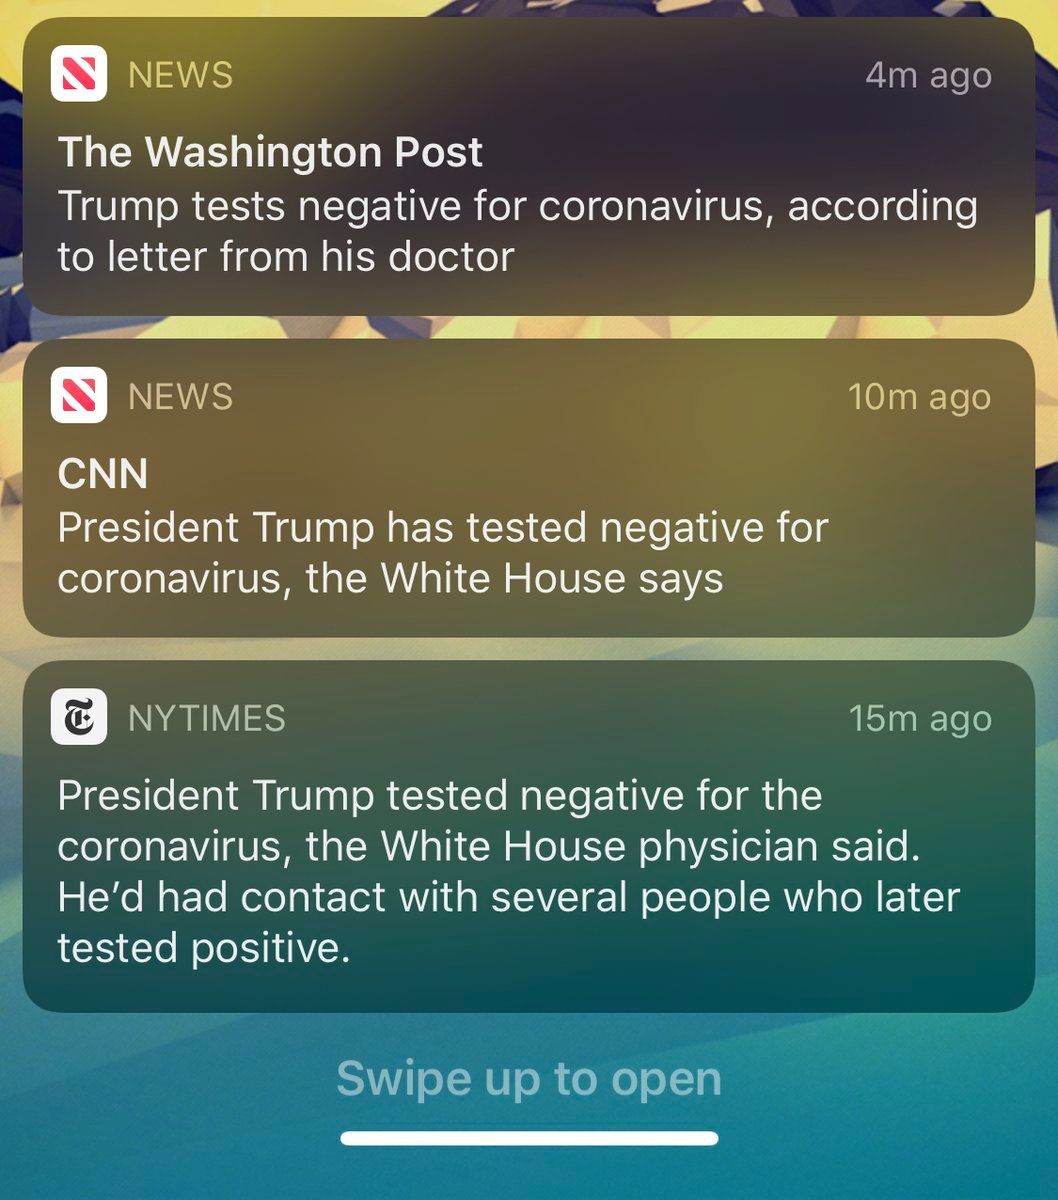 NEWS 4m ago
The Washington Post
Trump tests negative for coronavirus, according
to letter from his doctor
NEWS 10m ago
CNN
President Trump has tested negative for
coronavirus, the White House says
T
NYTIMES 15m ago
President Trump tested negative for the
coronavirus, the White House physician said.
He’d had contact with several people who later
tested positive.
Swipe up to open